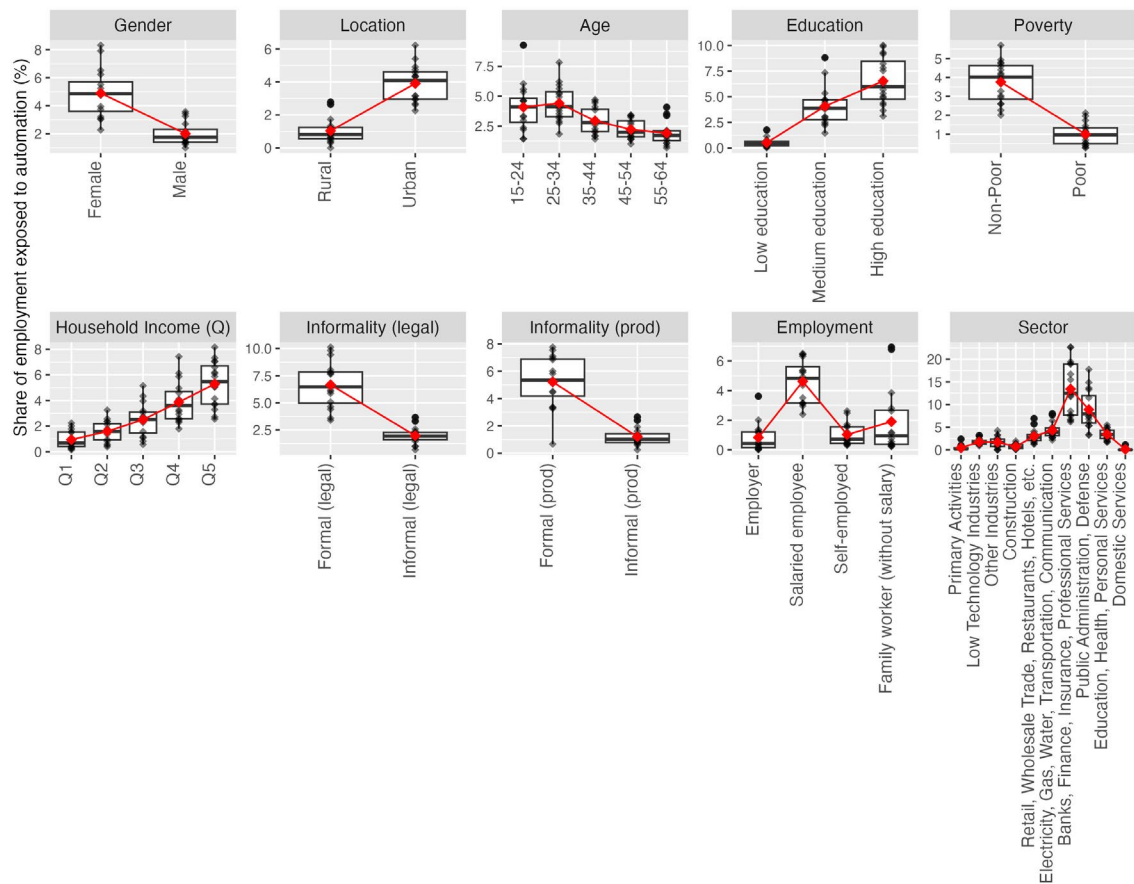 Share of employment exposed to automation (%)
Gender
8
6
4
2
Female
Male
Location
6
4
2
0
Rural
Urban
Age
7.5
5.0
2.5
15-24
25-34
35-44
45-54
55-64
Education
10.0
7.5
5.0
2.5
0.0
Low education
Medium education
High education
Poverty
5
4
3
2
1
Non-Poor
Poor
Household Income (Q)
8
6
4
2
0
Q1
Q2
Q3
Q4
Q5
Informality (legal)
10.0
7.5
5.0
2.5
Formal (legal)
Informal (legal)
Informality (prod)
8
6
4
2
0
Formal (prod)
Informal (prod)
Employment
6
4
2
0
Employer
Salaried employee
Self-employed
Family worker (without salary)
Sector
20
15
10
5
0
Primary Activities
Low Technology Industries
Other Industries
Construction
Retail, Wholesale Trade, Restaurants, Hotels, etc.
Electricity, Gas, Water, Transportation, Communication
Banks, Finance, Insurance, Professional Services
Public Administration, Defense
Education, Health, Personal Services
Domestic Services